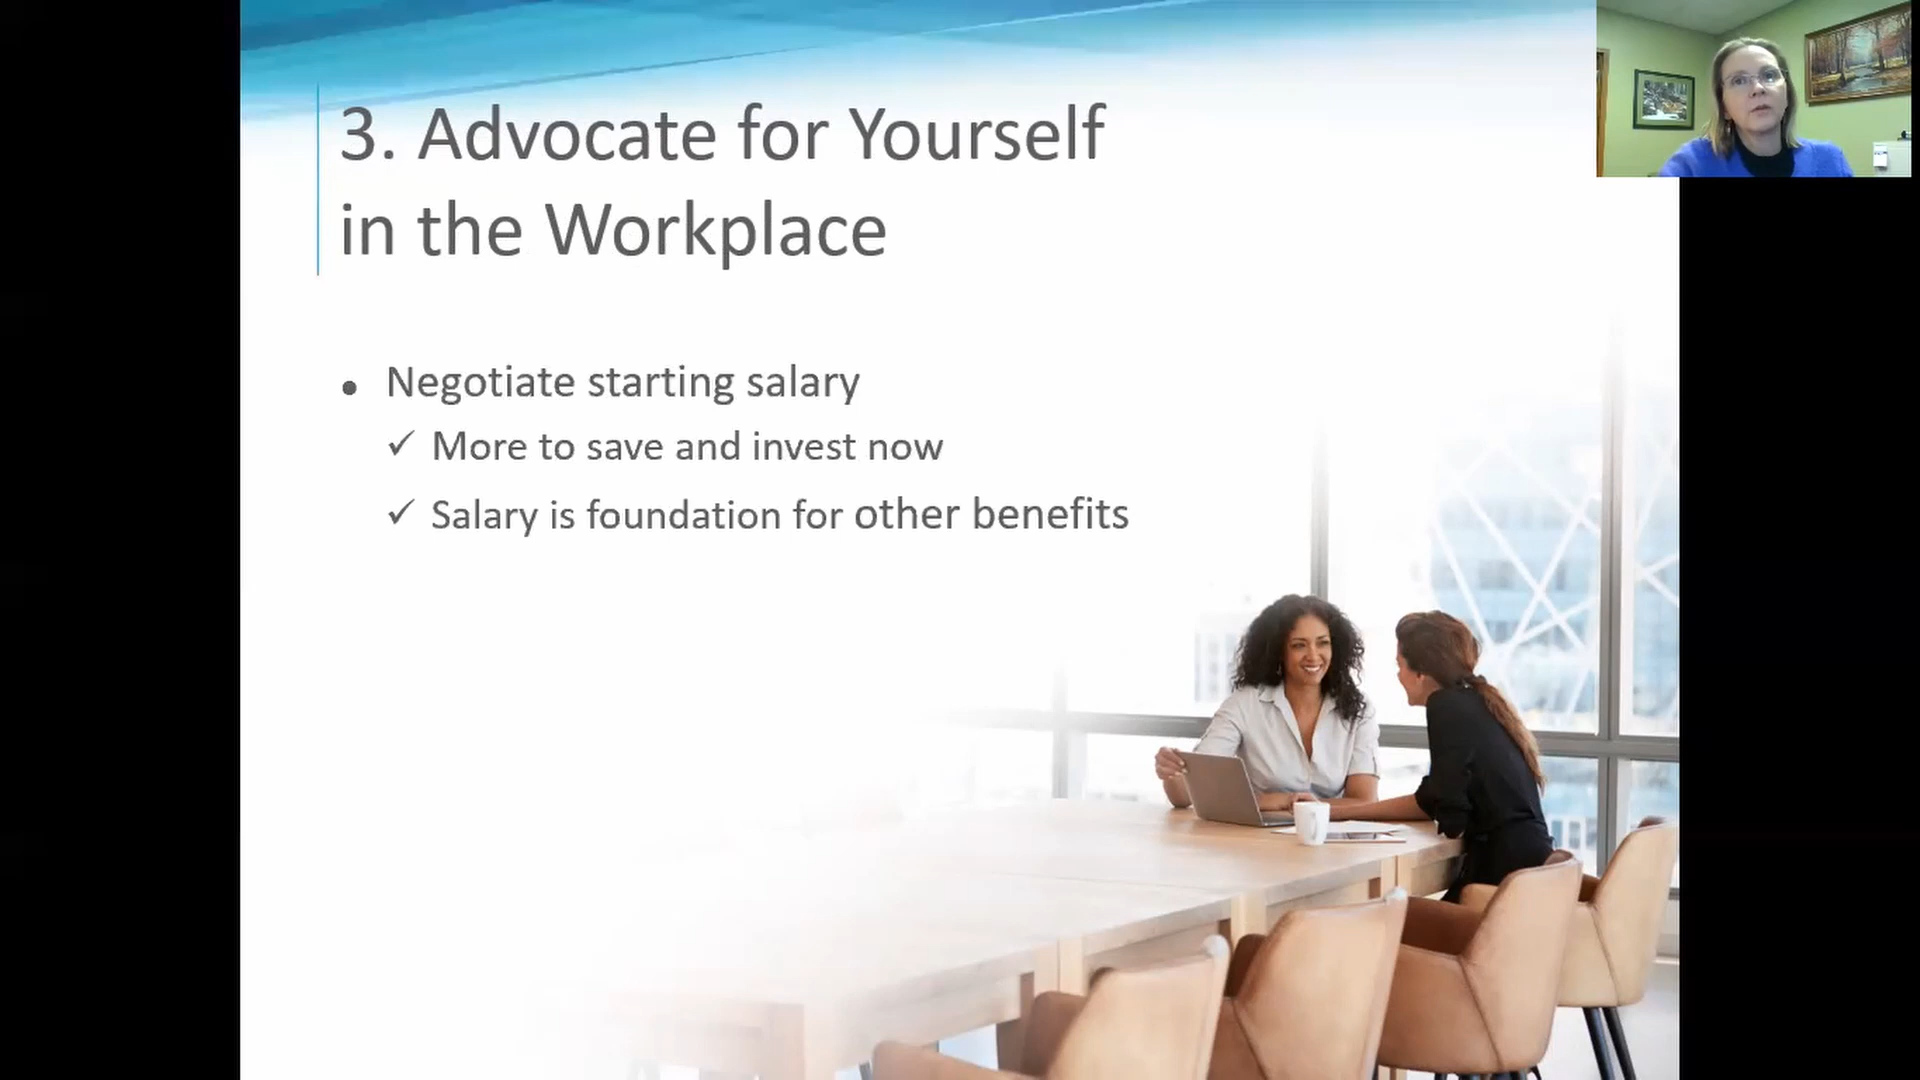 3. Advocate for Yourself
in the Workplace
• Negotiate starting salary
✓ More to save and invest now
✓ Salary is foundation for other benefits